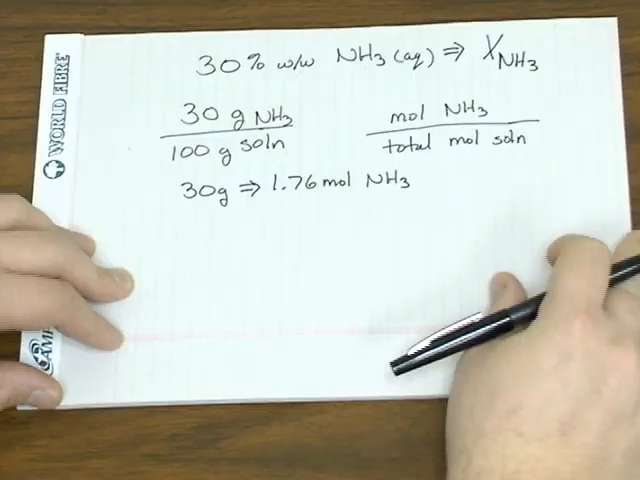 30% w/w NH₃ (aq) ⇒ X_NH₃
30 g NH₃
100 g soln
mol NH₃
total mol soln
30g ⇒ 1.76 mol NH₃
WORLD FIBRE